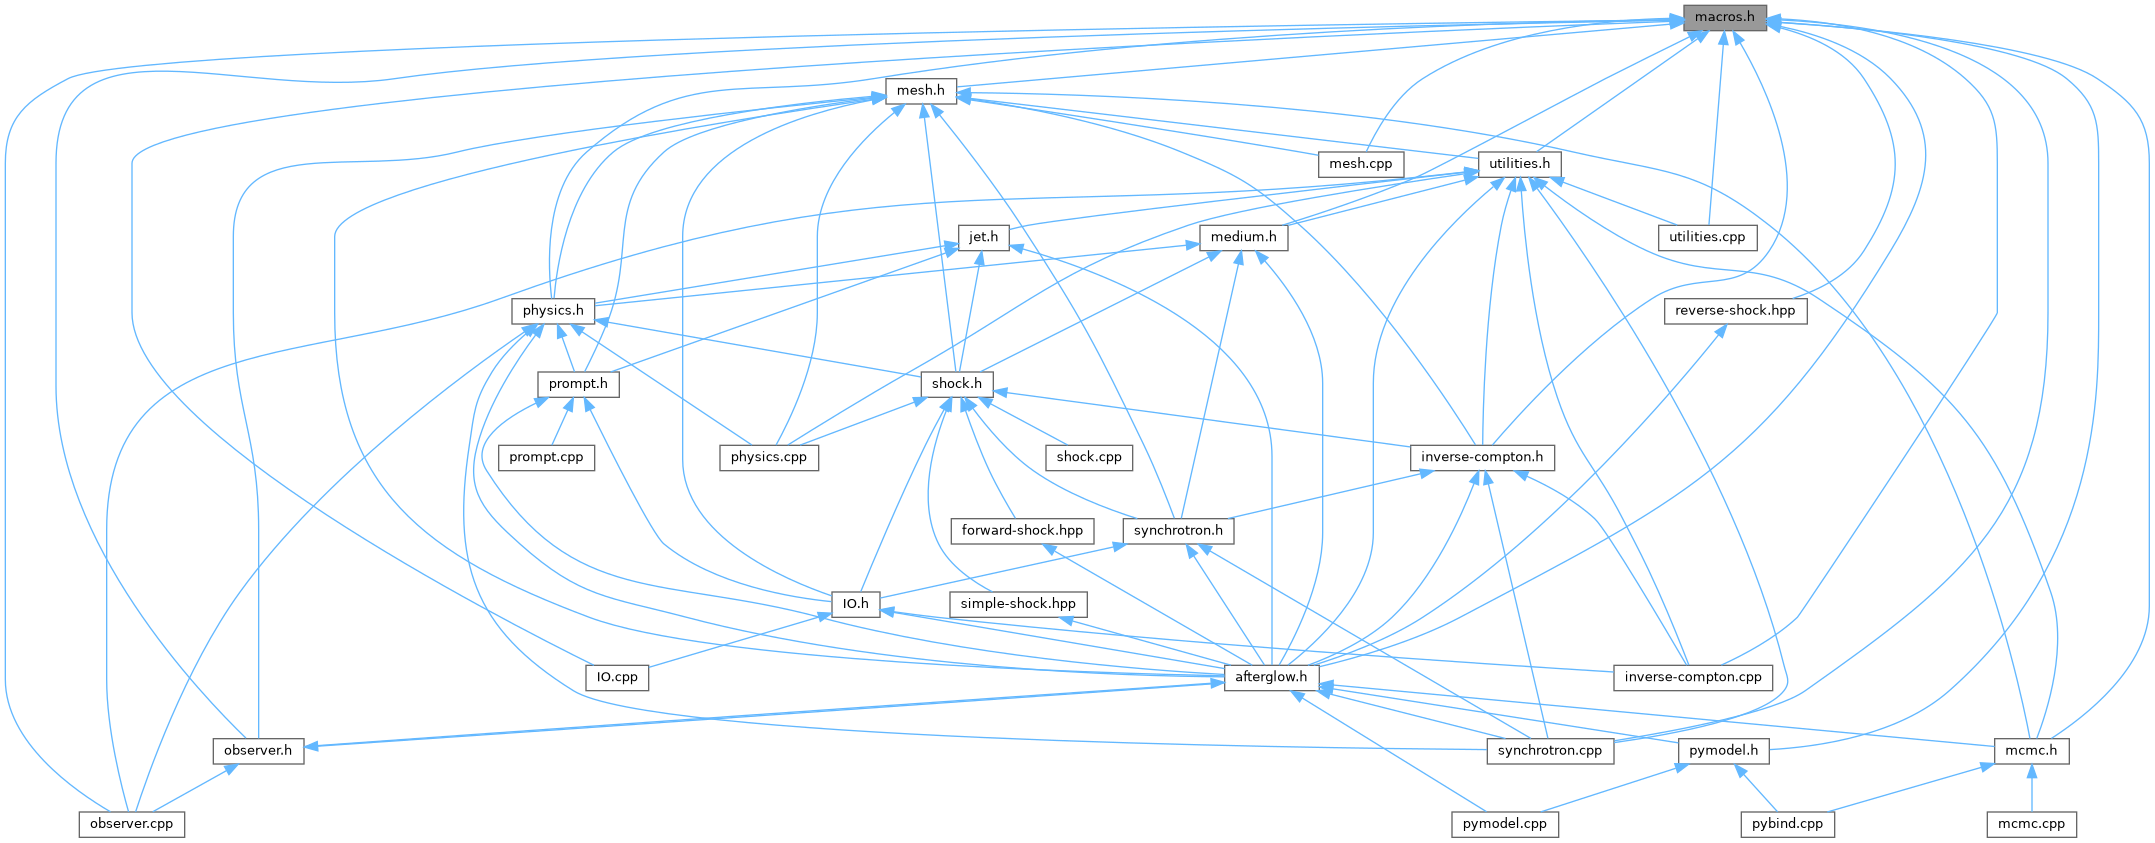 macros.h
mesh.h
mesh.cpp
utilities.h
jet.h
medium.h
utilities.cpp
physics.h
reverse-shock.hpp
prompt.h
shock.h
prompt.cpp
physics.cpp
shock.cpp
inverse-compton.h
forward-shock.hpp
synchrotron.h
IO.h
simple-shock.hpp
IO.cpp
afterglow.h
inverse-compton.cpp
observer.h
synchrotron.cpp
pymodel.h
mcmc.h
observer.cpp
pymodel.cpp
pybind.cpp
mcmc.cpp